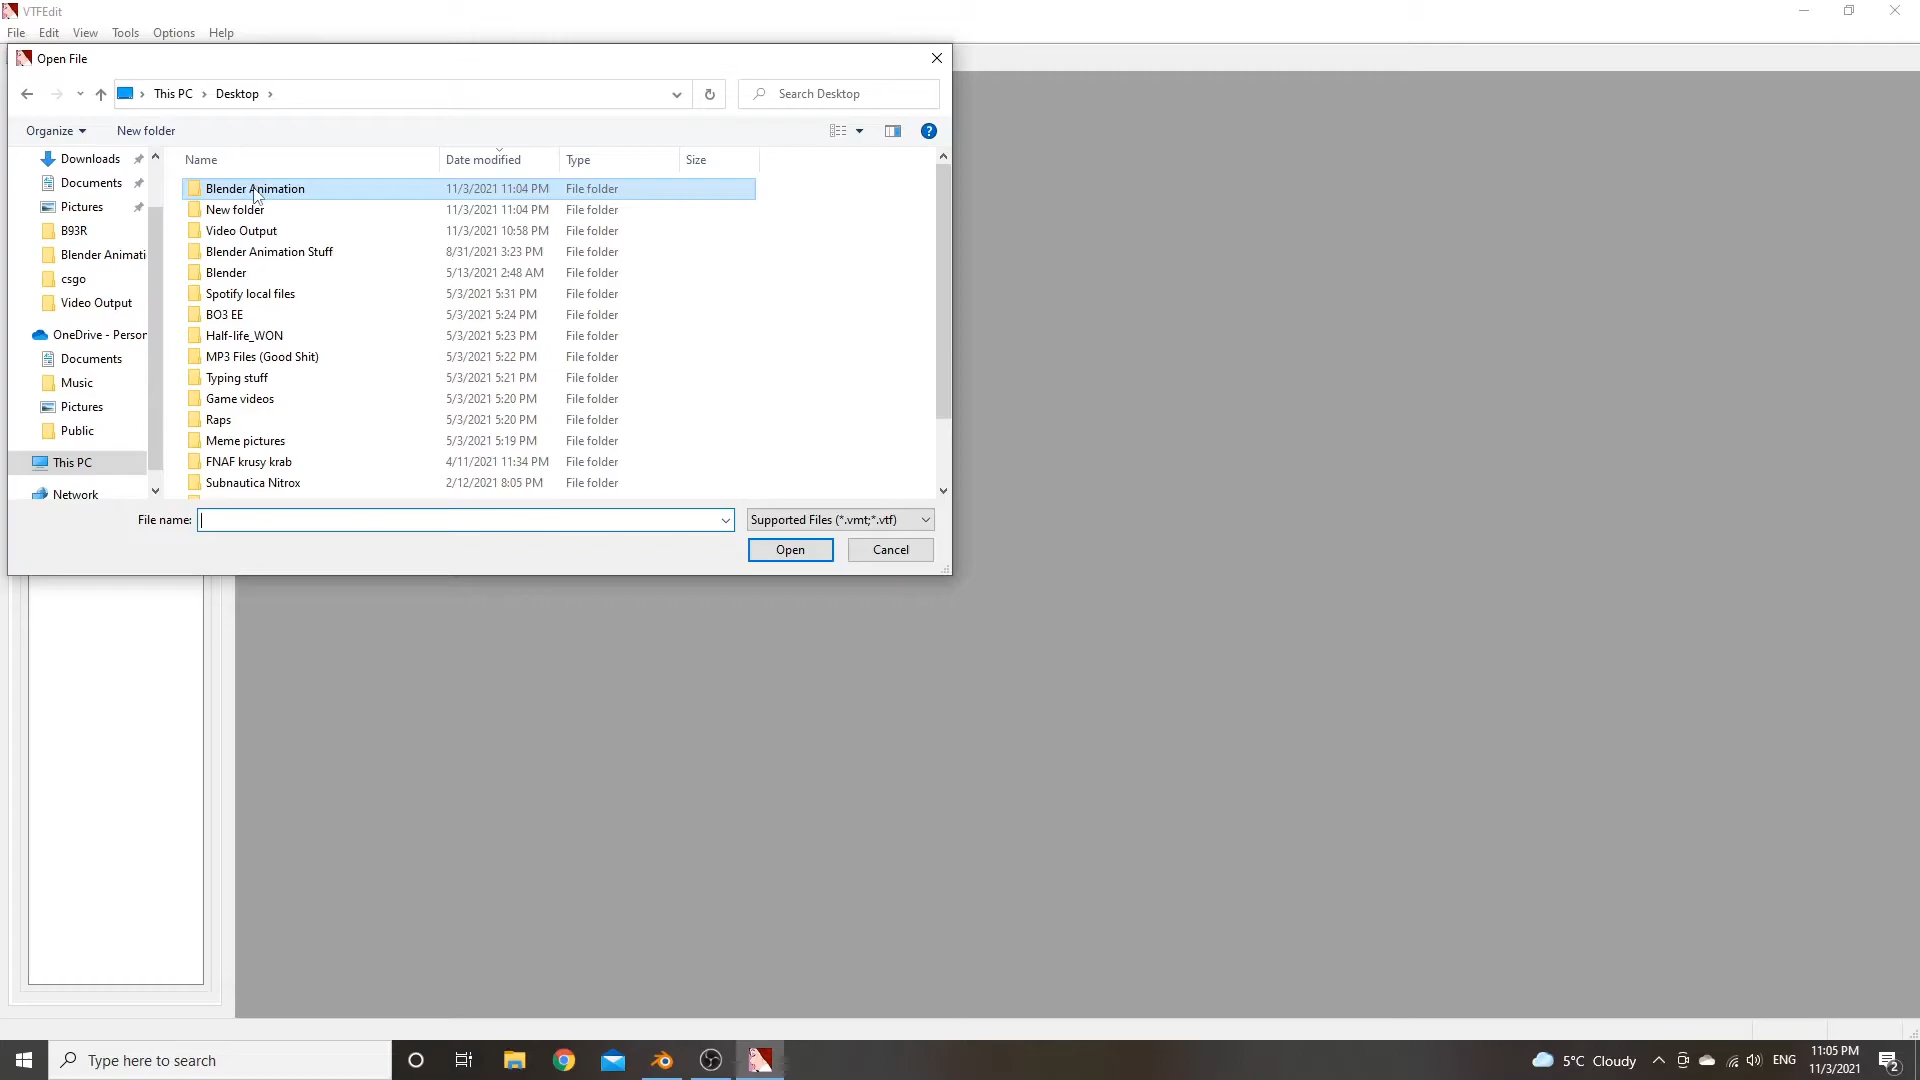 VTFEdit
File Edit View Tools Options Help
Open File
This PC Desktop
Search Desktop
Organize New folder
Name Date modified Type Size
Downloads
Documents
Pictures
B93R
Blender Animati
csgo
Video Output
OneDrive - Person
Documents
Music
Pictures
Public
This PC
Network
Blender Animation 11/3/2021 11:04 PM File folder
New folder 11/3/2021 11:04 PM File folder
Video Output 11/3/2021 10:58 PM File folder
Blender Animation Stuff 8/31/2021 3:23 PM File folder
Blender 5/13/2021 2:48 AM File folder
Spotify local files 5/3/2021 5:31 PM File folder
BO3 EE 5/3/2021 5:24 PM File folder
Half-life_WON 5/3/2021 5:23 PM File folder
MP3 Files (Good Shit) 5/3/2021 5:22 PM File folder
Typing stuff 5/3/2021 5:21 PM File folder
Game videos 5/3/2021 5:20 PM File folder
Raps 5/3/2021 5:20 PM File folder
Meme pictures 5/3/2021 5:19 PM File folder
FNAF krusy krab 4/11/2021 11:34 PM File folder
Subnautica Nitrox 2/12/2021 8:05 PM File folder
File name: Supported Files (*.vmt;*.vtf)
Open Cancel
Type here to search
5°C Cloudy
ENG
11:05 PM
11/3/2021
2